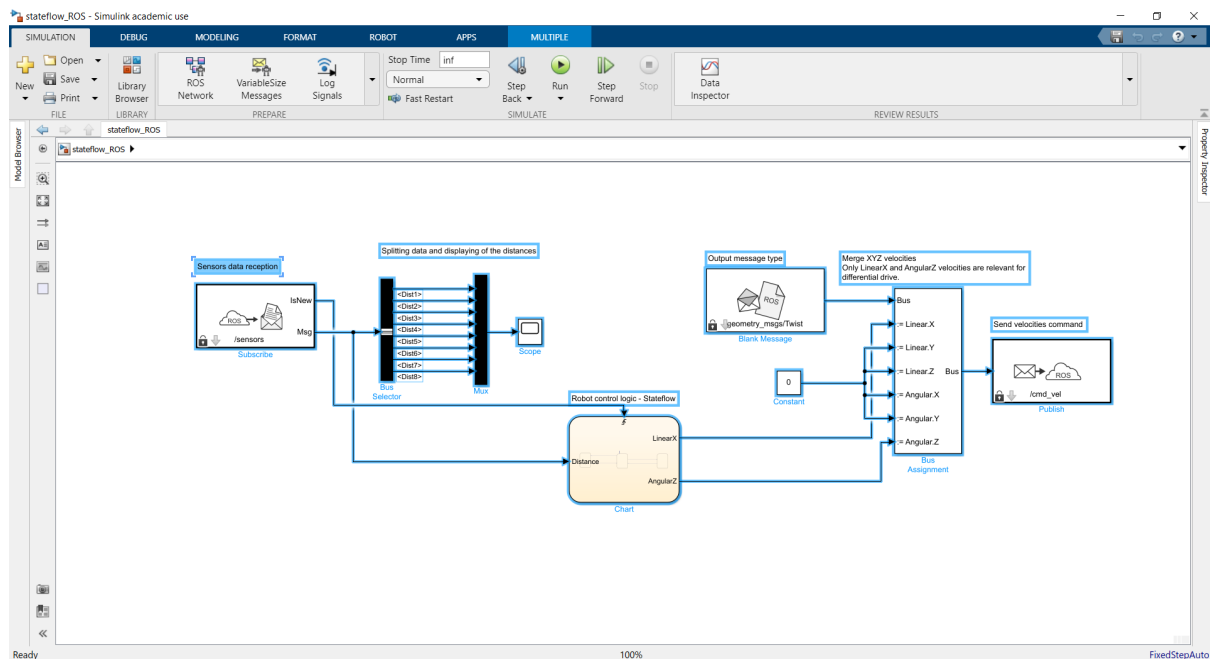 stateflow_ROS - Simulink academic use
SIMULATION DEBUG MODELING FORMAT ROBOT APPS MULTIPLE
New
Open
Save
Print
FILE
Library
Browser
LIBRARY
ROS
Network
VariableSize
Messages
Log
Signals
PREPARE
Stop Time inf
Normal
Fast Restart
Step
Back
Run
Step
Forward
Stop
SIMULATE
Data
Inspector
REVIEW RESULTS
Model Browser
Property Inspector
stateflow_ROS
stateflow_ROS
Sensors data reception
IsNew
Msg
ROS
/sensors
Subscribe
Splitting data and displaying of the distances
<Dist1>
<Dist2>
<Dist3>
<Dist4>
<Dist5>
<Dist6>
<Dist7>
<Dist8>
Bus
Selector
Mux
Scope
Robot control logic - Stateflow
Distance
LinearX
AngularZ
Chart
Output message type
ROS
geometry_msgs/Twist
Blank Message
0
Constant
Merge XYZ velocities
Only LinearX and AngularZ velocities are relevant for
differential drive.
Bus
:= Linear.X
:= Linear.Y
:= Linear.Z
Bus
:= Angular.X
:= Angular.Y
:= Angular.Z
Bus
Assignment
Send velocities command
ROS
/cmd_vel
Publish
Ready
100%
FixedStepAuto